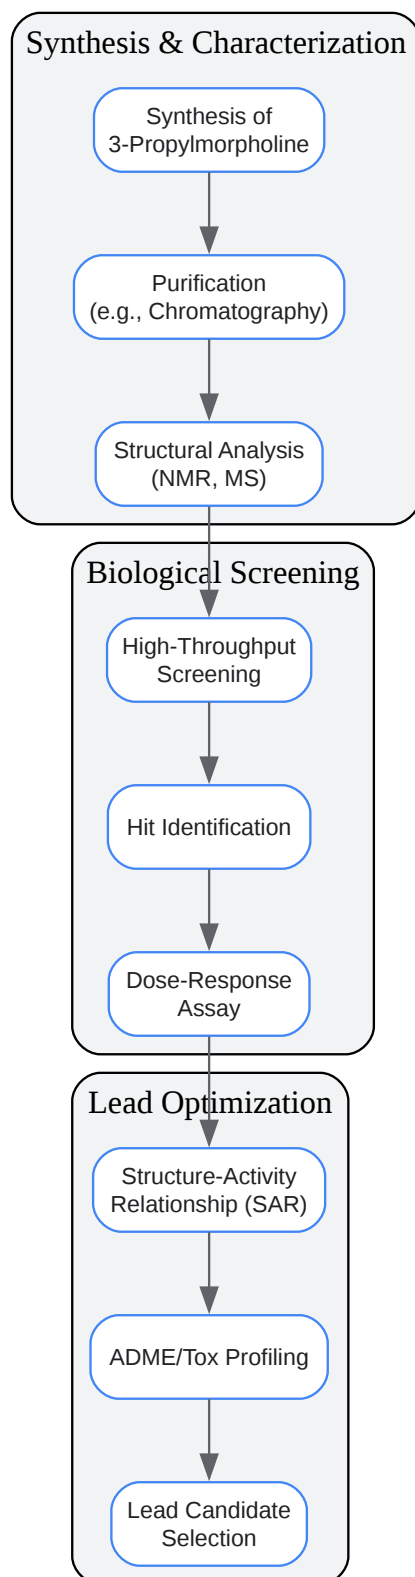 Synthesis & Characterization
Synthesis of
3-Propylmorpholine
Purification
(e.g., Chromatography)
Structural Analysis
(NMR, MS)
Biological Screening
High-Throughput
Screening
Hit Identification
Dose-Response
Assay
Lead Optimization
Structure-Activity
Relationship (SAR)
ADME/Tox Profiling
Lead Candidate
Selection